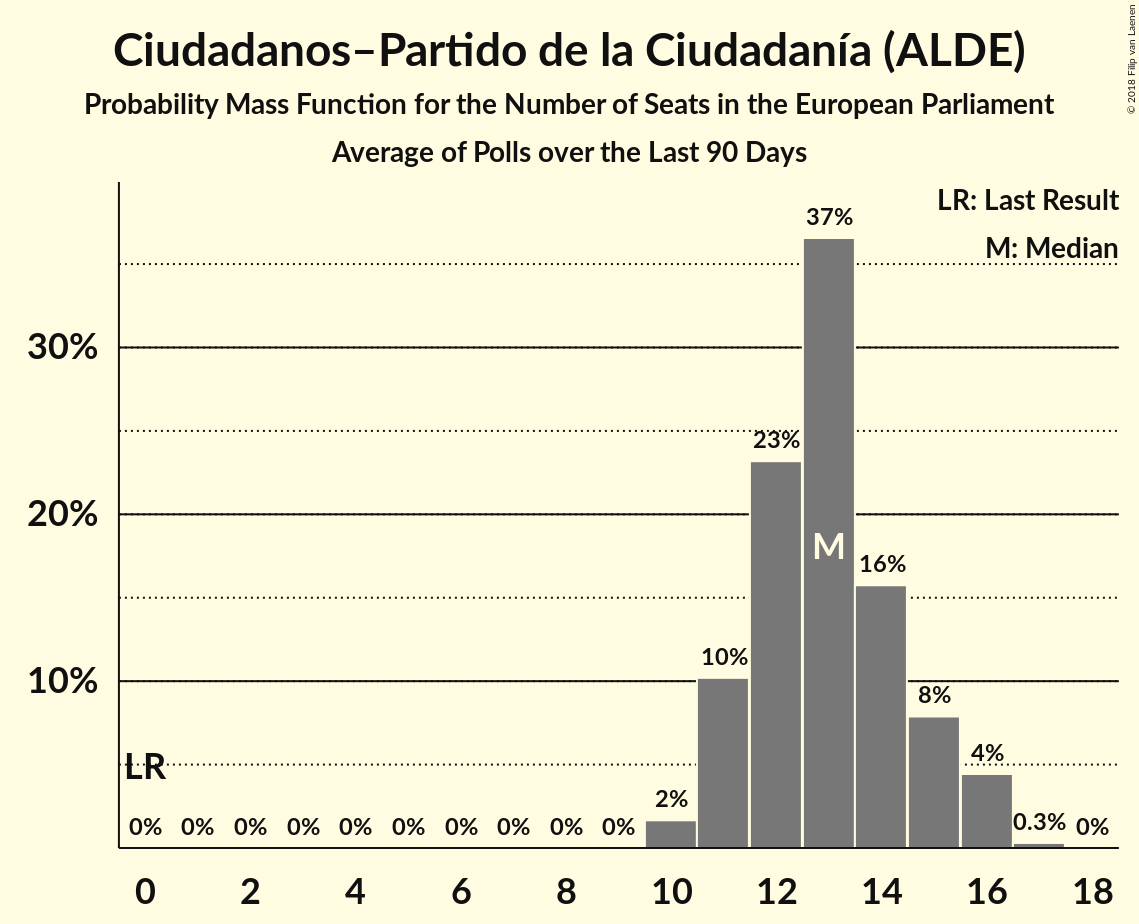 Ciudadanos–Partido de la Ciudadanía (ALDE)
Probability Mass Function for the Number of Seats in the European Parliament
Average of Polls over the Last 90 Days
© 2018 Filip van Laenen
LR: Last Result
M: Median
37%
30%
23%
20%
M
16%
10%
10%
8%
LR
4%
2%
0% 0% 0% 0% 0% 0% 0% 0% 0% 0% 0.3% 0%
0 2 4 6 8 10 12 14 16 18